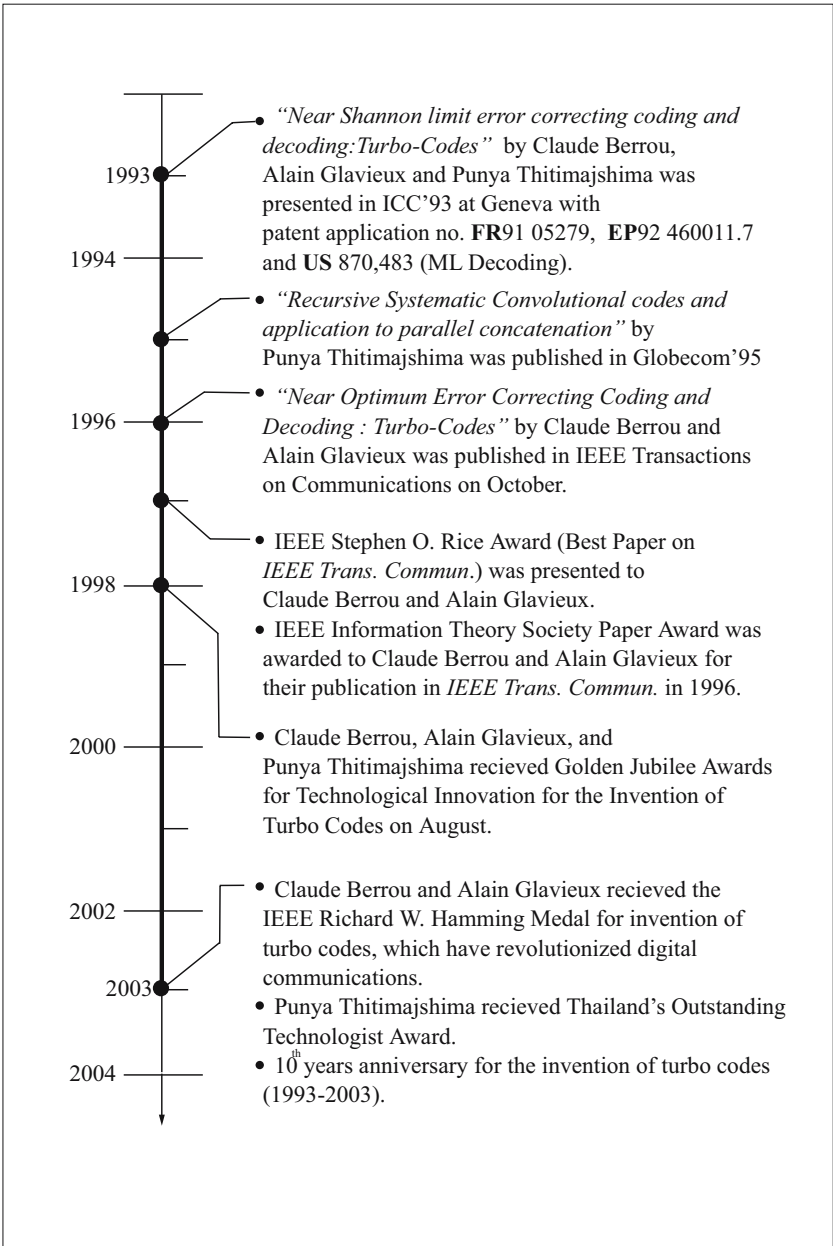 • “Near Shannon limit error correcting coding and
decoding:Turbo-Codes” by Claude Berrou,
1993
Alain Glavieux and Punya Thitimajshima was
presented in ICC’93 at Geneva with
patent application no. FR91 05279, EP92 460011.7
1994
and US 870,483 (ML Decoding).
• “Recursive Systematic Convolutional codes and
application to parallel concatenation” by
Punya Thitimajshima was published in Globecom’95
• “Near Optimum Error Correcting Coding and
1996
Decoding : Turbo-Codes” by Claude Berrou and
Alain Glavieux was published in IEEE Transactions
on Communications on October.
• IEEE Stephen O. Rice Award (Best Paper on
IEEE Trans. Commun.) was presented to
1998
Claude Berrou and Alain Glavieux.
• IEEE Information Theory Society Paper Award was
awarded to Claude Berrou and Alain Glavieux for
their publication in IEEE Trans. Commun. in 1996.
2000
• Claude Berrou, Alain Glavieux, and
Punya Thitimajshima recieved Golden Jubilee Awards
for Technological Innovation for the Invention of
Turbo Codes on August.
• Claude Berrou and Alain Glavieux recieved the
2002
IEEE Richard W. Hamming Medal for invention of
turbo codes, which have revolutionized digital
communications.
2003
• Punya Thitimajshima recieved Thailand’s Outstanding
Technologist Award.
2004
• 10th years anniversary for the invention of turbo codes
(1993-2003).